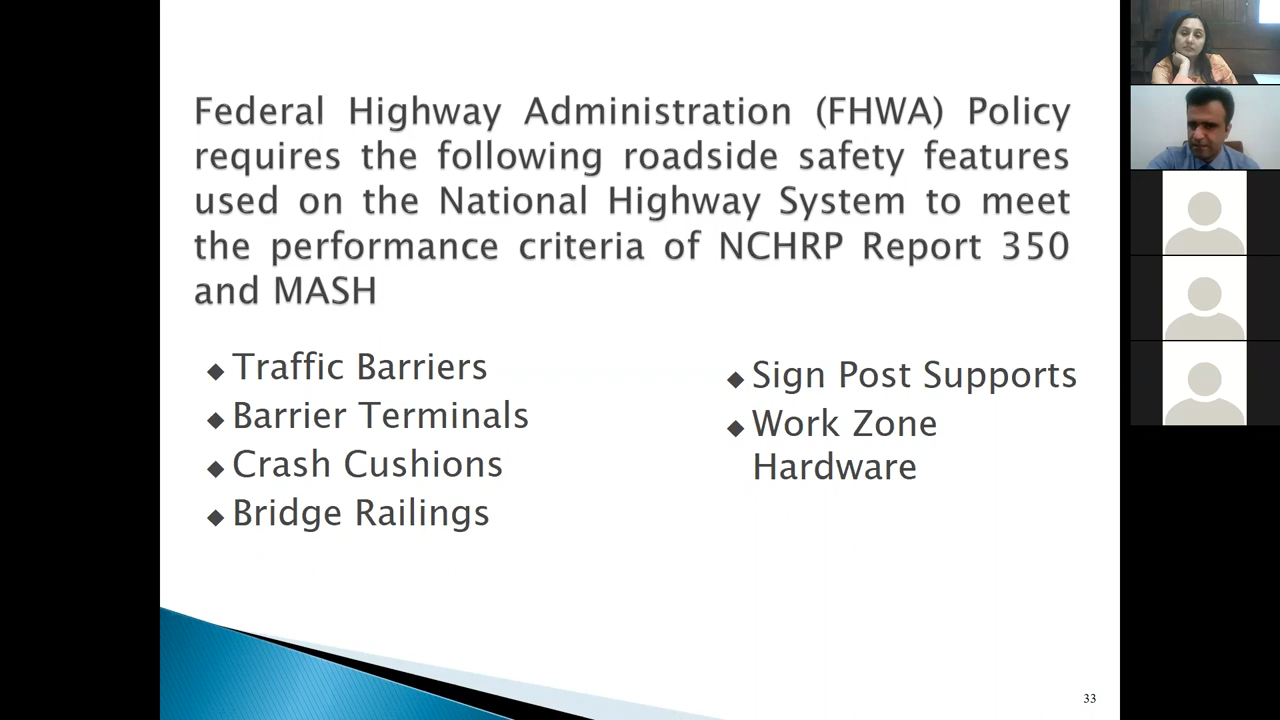 Federal Highway Administration (FHWA) Policy
requires the following roadside safety features
used on the National Highway System to meet
the performance criteria of NCHRP Report 350
and MASH
Traffic Barriers
Barrier Terminals
Crash Cushions
Bridge Railings
Sign Post Supports
Work Zone
Hardware
33